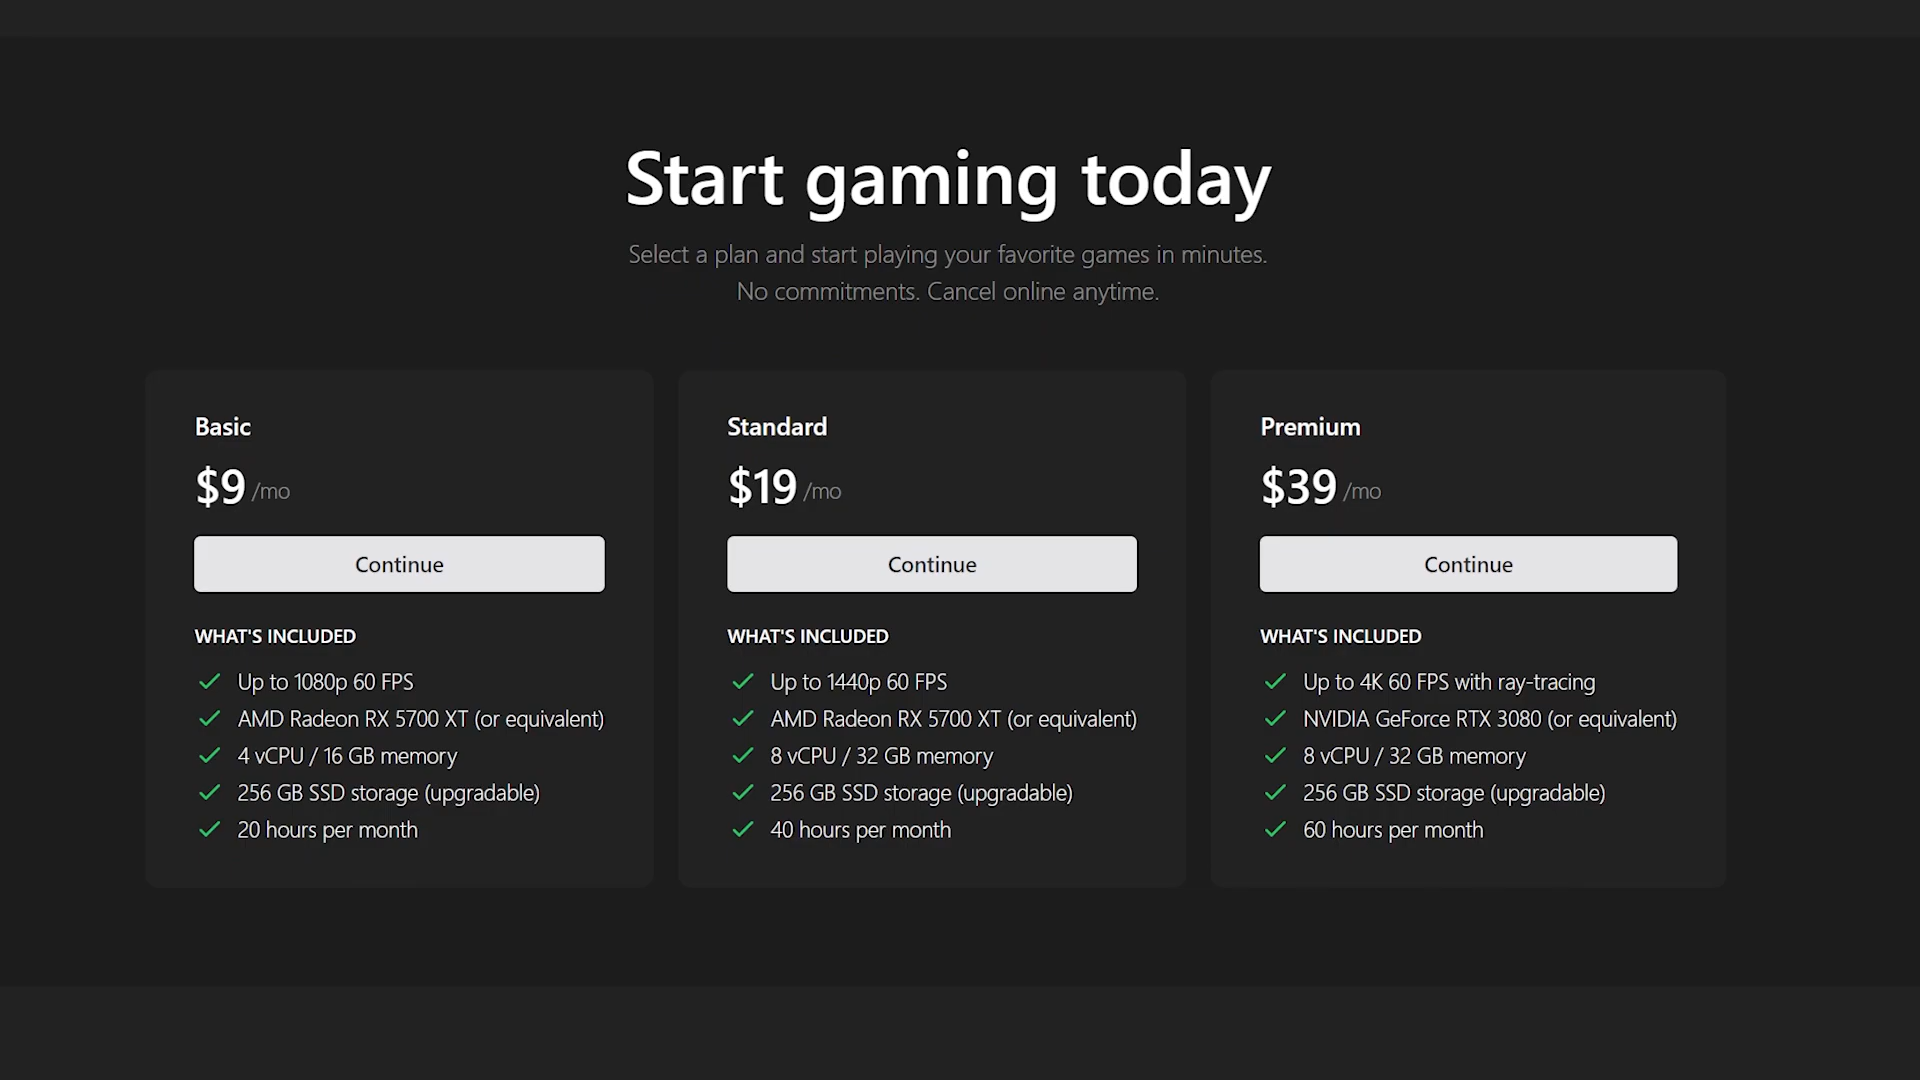 Start gaming today
Select a plan and start playing your favorite games in minutes.
No commitments. Cancel online anytime.
Basic
$9 /mo
Continue
WHAT'S INCLUDED
Up to 1080p 60 FPS
AMD Radeon RX 5700 XT (or equivalent)
4 vCPU / 16 GB memory
256 GB SSD storage (upgradable)
20 hours per month
Standard
$19 /mo
Continue
WHAT'S INCLUDED
Up to 1440p 60 FPS
AMD Radeon RX 5700 XT (or equivalent)
8 vCPU / 32 GB memory
256 GB SSD storage (upgradable)
40 hours per month
Premium
$39 /mo
Continue
WHAT'S INCLUDED
Up to 4K 60 FPS with ray-tracing
NVIDIA GeForce RTX 3080 (or equivalent)
8 vCPU / 32 GB memory
256 GB SSD storage (upgradable)
60 hours per month